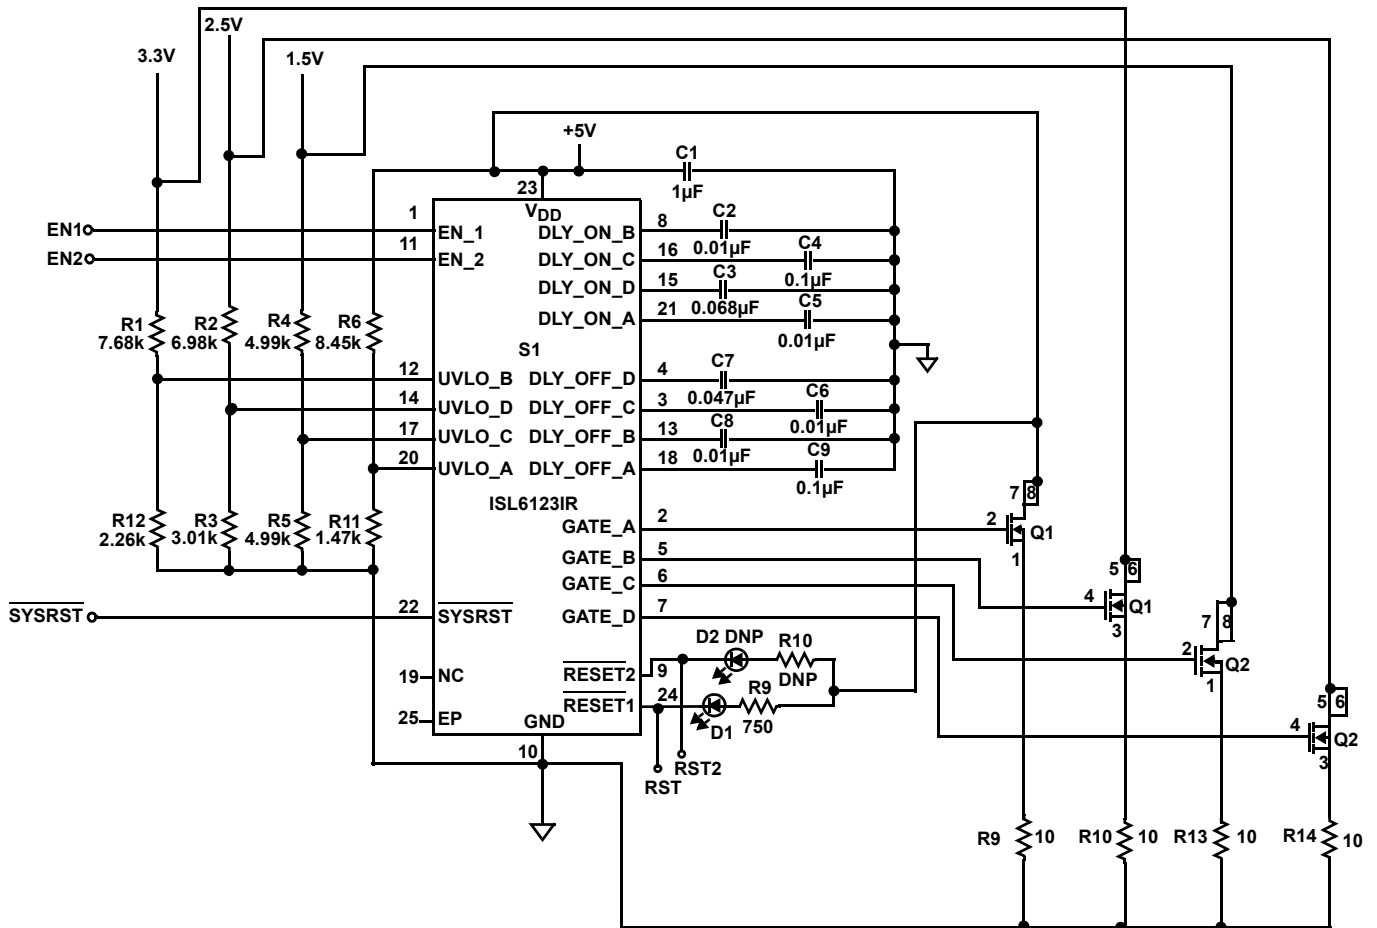 2.5V
3.3V
1.5V
+5V
C1
1µF
23
V_DD
1
EN1
EN_1
11
EN2
EN_2
DLY_ON_B
8
C2
0.01µF
DLY_ON_C
16
C4
0.1µF
DLY_ON_D
15
C3
0.068µF
DLY_ON_A
21
C5
0.01µF
R1
7.68k
R2
6.98k
R4
4.99k
R6
8.45k
S1
12
UVLO_B
DLY_OFF_D
4
C7
0.047µF
14
UVLO_D
DLY_OFF_C
3
C6
0.01µF
17
UVLO_C
DLY_OFF_B
13
C8
0.01µF
20
UVLO_A
DLY_OFF_A
18
C9
0.1µF
ISL6123IR
R12
2.26k
R3
3.01k
R5
4.99k
R11
1.47k
GATE_A
2
2
7
8
Q1
1
GATE_B
5
5
6
4
Q1
3
GATE_C
6
7
8
2
Q2
1
GATE_D
7
5
6
4
Q2
3
SYSRST
22
SYSRST
19
NC
25
EP
RESET2
9
D2 DNP
R10
DNP
RESET1
24
D1
R9
750
GND
10
RST2
RST
R9
10
R10
10
R13
10
R14
10